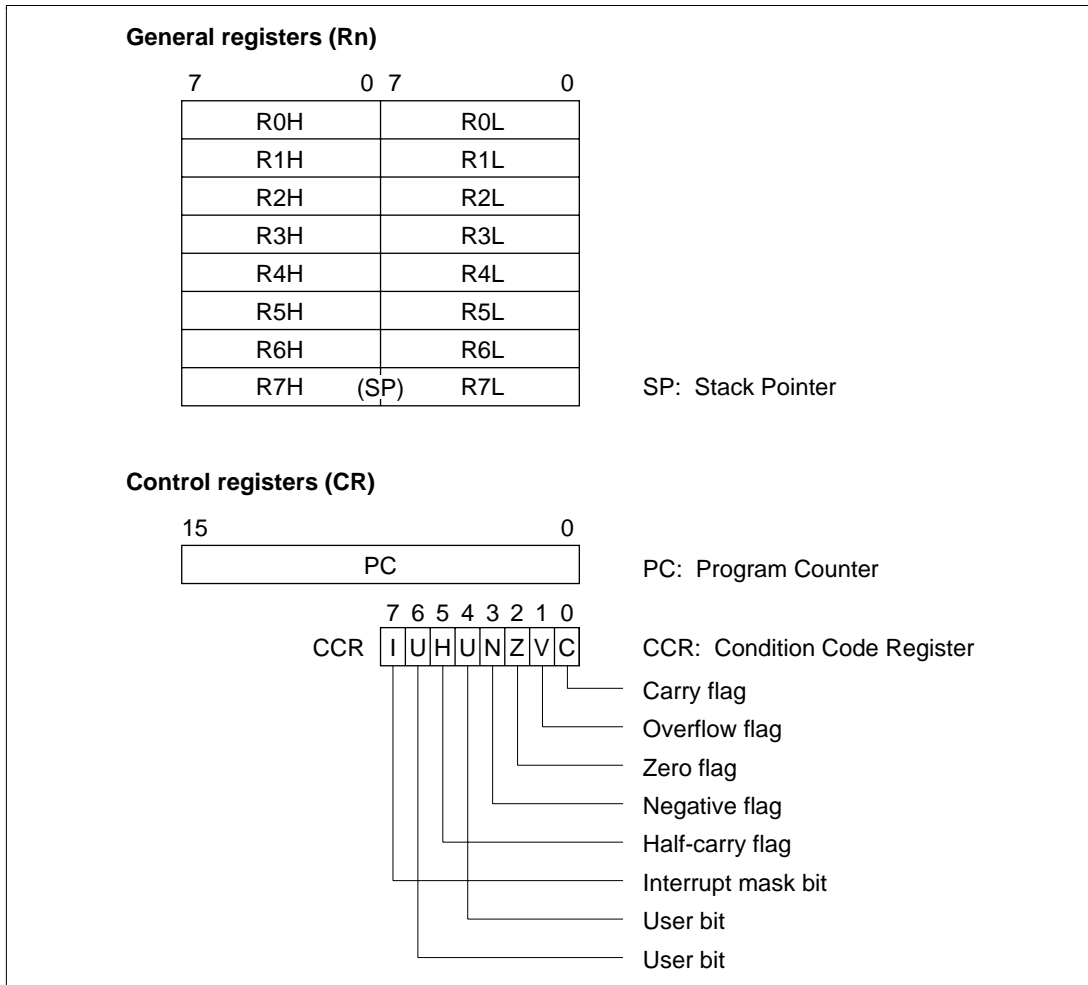 General registers (Rn)
7 0 7 0
R0H R0L
R1H R1L
R2H R2L
R3H R3L
R4H R4L
R5H R5L
R6H R6L
R7H (SP) R7L SP: Stack Pointer
Control registers (CR)
15 0
PC PC: Program Counter
7 6 5 4 3 2 1 0
CCR I U H U N Z V C CCR: Condition Code Register
Carry flag
Overflow flag
Zero flag
Negative flag
Half-carry flag
Interrupt mask bit
User bit
User bit